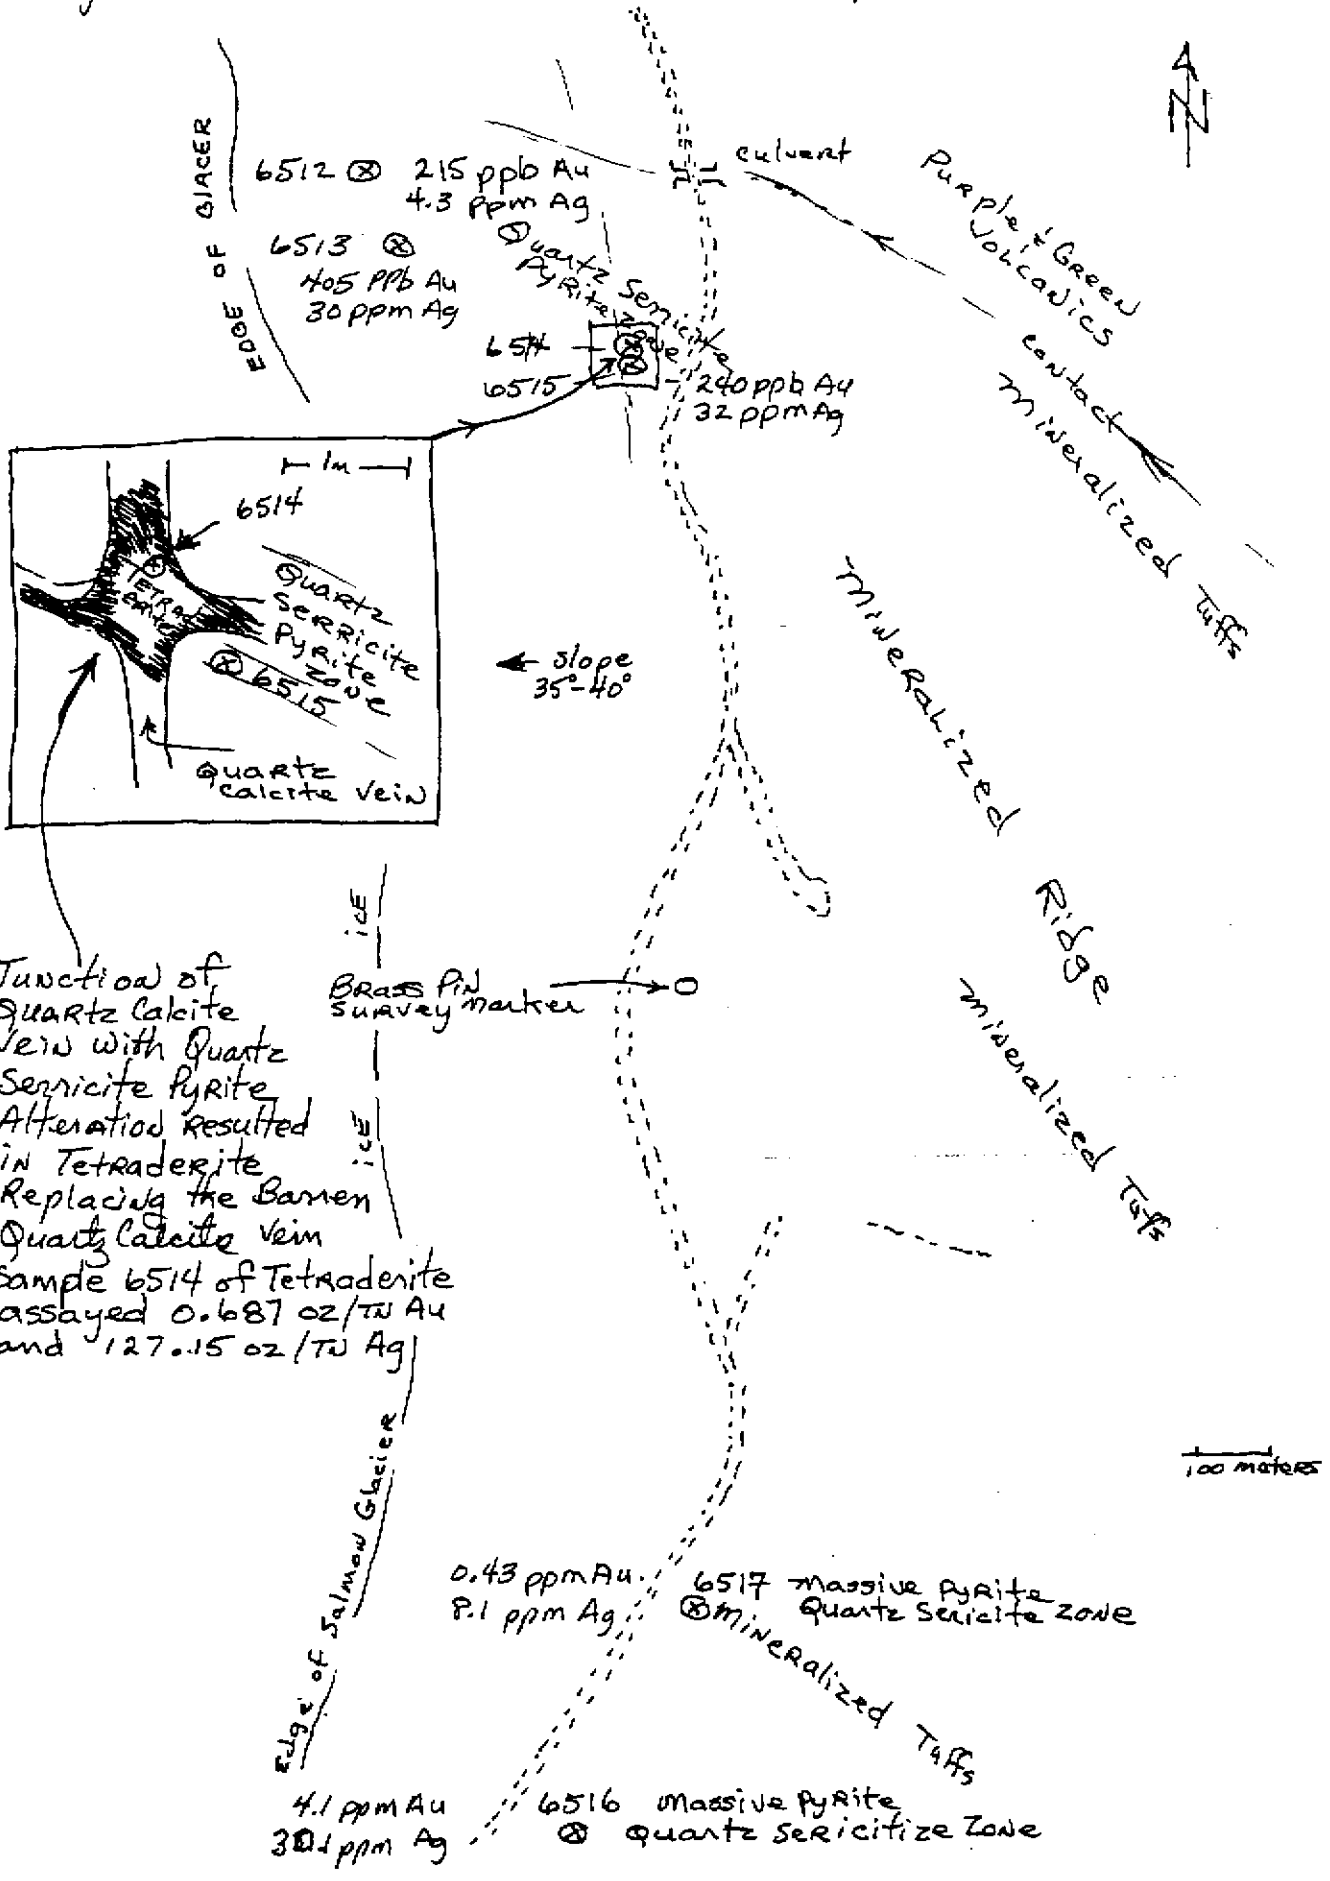 N
culvert
EDGE OF GLACER
6512 ⊗ 215 ppb Au
4.3 ppm Ag
Purple & Green
Volcanics
6513 ⊗
405 PPb Au
30 ppm Ag
Quartz Sericite
Pyrite Zone
6514
6515
240 ppb Au
32 ppm Ag
contact
Mineralized Tuffs
1m
6514
Quartz
Serricite
Pyrite
Zone
⊗ 6515
Quartz
Calcite Vein
slope
35°-40°
Mineralized Ridge
ice
Brass Pin
Survey Marker
Junction of
Quartz Calcite
Vein with Quartz
Serricite Pyrite
Alteration Resulted
in Tetraderite
Replacing the Barren
Quartz Calcite Vein
Sample 6514 of Tetraderite
assayed 0.687 oz/TN Au
and 127.15 oz/TN Ag
ice
mineralized Tuffs
100 meters
Edge of Salmon Glacier
0.43 ppm Au
8.1 ppm Ag
6517 Massive Pyrite
⊗ Quartz Sericite Zone
Mineralized Tuffs
4.1 ppm Au
ppm Ag
6516 Massive Pyrite
⊗ Quartz Sericitize Zone